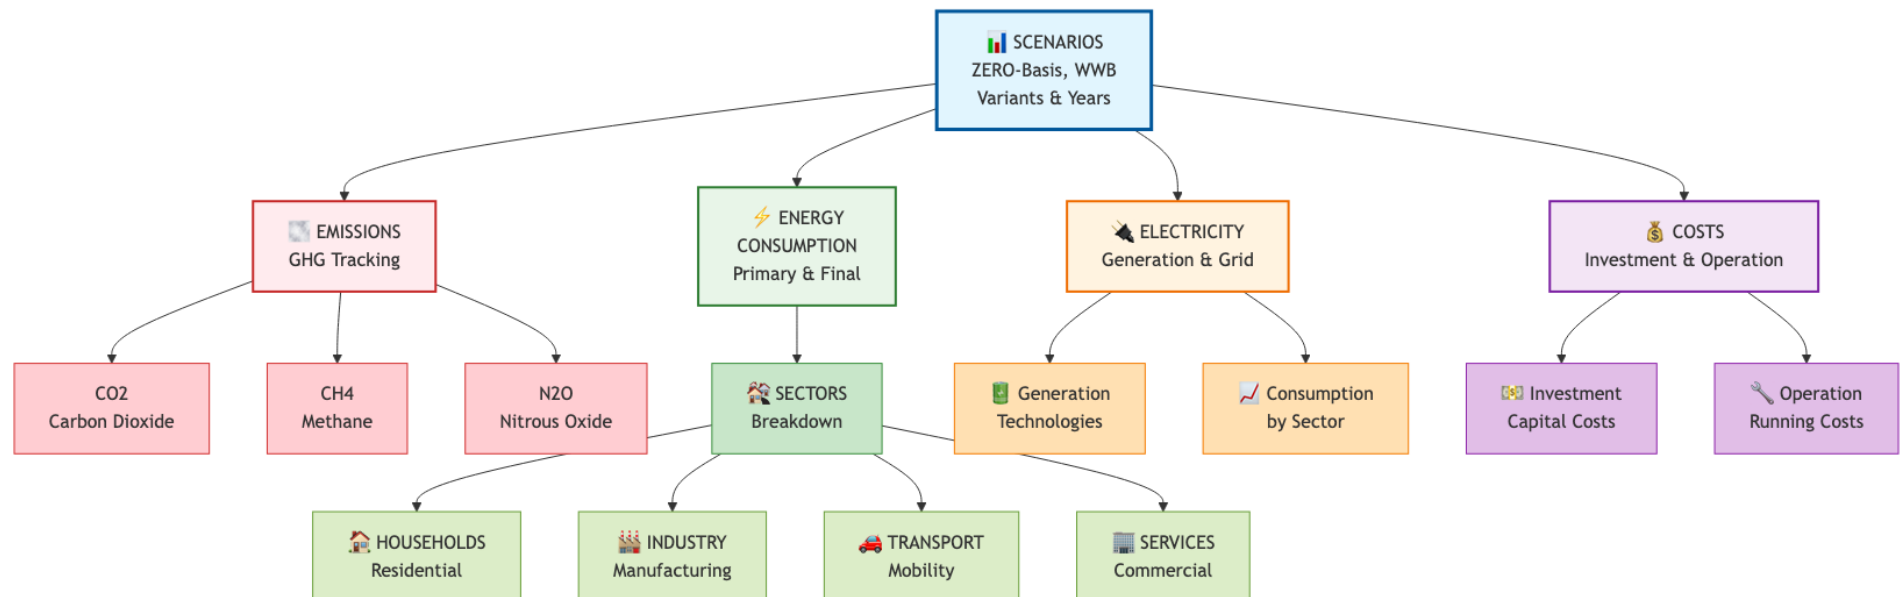 SCENARIOS
ZERO-Basis, WWB
Variants & Years
EMISSIONS
GHG Tracking
ENERGY
CONSUMPTION
Primary & Final
ELECTRICITY
Generation & Grid
COSTS
Investment & Operation
CO2
Carbon Dioxide
CH4
Methane
N2O
Nitrous Oxide
SECTORS
Breakdown
Generation
Technologies
Consumption
by Sector
Investment
Capital Costs
Operation
Running Costs
HOUSEHOLDS
Residential
INDUSTRY
Manufacturing
TRANSPORT
Mobility
SERVICES
Commercial